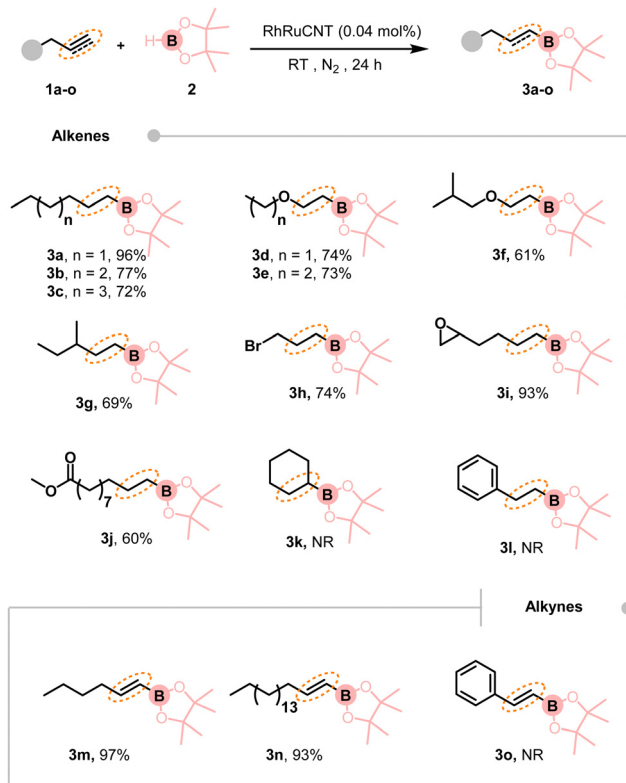 RhRuCNT (0.04 mol%)
RT , N₂ , 24 h
+
H B O O
B O O
1a-o
2
3a-o
Alkenes
n B O O
n O B O O
O B O O
3a, n = 1, 96%
3b, n = 2, 77%
3c, n = 3, 72%
3d, n = 1, 74%
3e, n = 2, 73%
3f, 61%
B O O
Br B O O
O B O O
3g, 69%
3h, 74%
3i, 93%
O O 7 B O O
B O O
B O O
3j, 60%
3k, NR
3l, NR
Alkynes
B O O
13 B O O
B O O
3m, 97%
3n, 93%
3o, NR